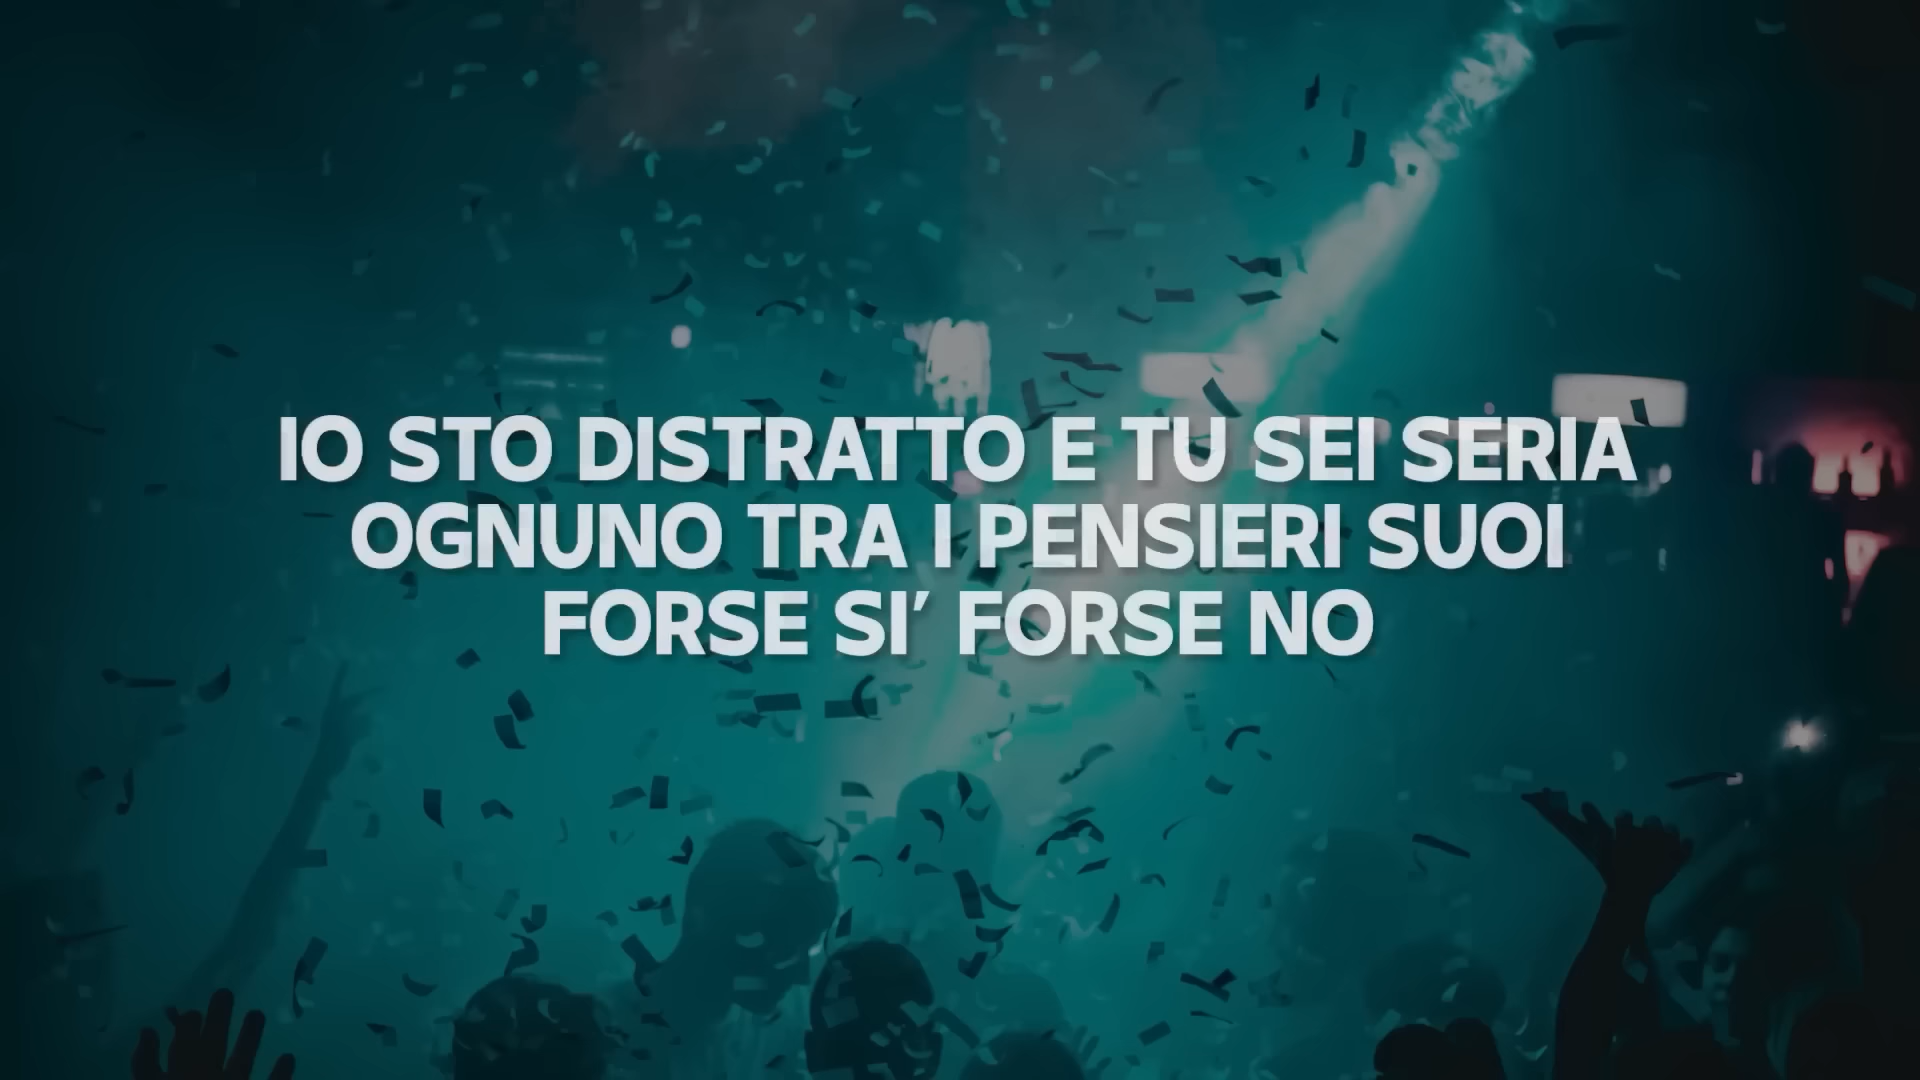 IO STO DISTRATTO E TU SEI SERIA
OGNUNO TRA I PENSIERI SUOI
FORSE SI' FORSE NO